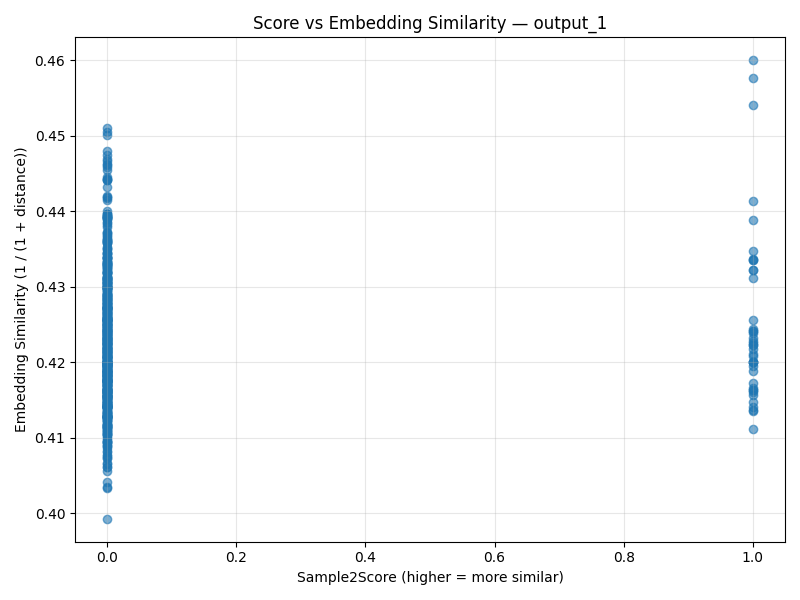 Score vs Embedding Similarity — output_1
Embedding Similarity (1 / (1 + distance))
0.46
0.45
0.44
0.43
0.42
0.41
0.40
0.0 0.2 0.4 0.6 0.8 1.0
Sample2Score (higher = more similar)